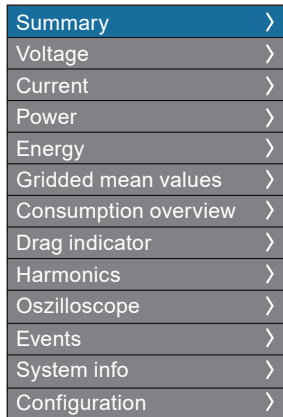 Summary
Voltage
Current
Power
Energy
Gridded mean values
Consumption overview
Drag indicator
Harmonics
Oszilloscope
Events
System info
Configuration